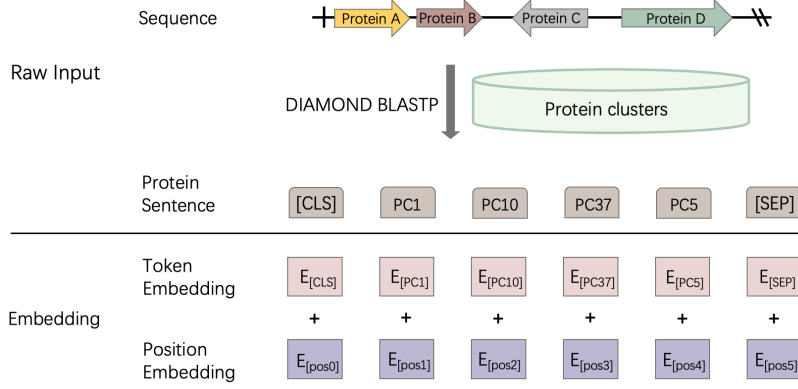 Sequence
Protein A Protein B Protein C Protein D
Raw Input
DIAMOND BLASTP
Protein clusters
Protein
Sentence
[CLS] PC1 PC10 PC37 PC5 [SEP]
Token
Embedding
E[CLS] E[PC1] E[PC10] E[PC37] E[PC5] E[SEP]
Embedding
+ + + + + +
Position
Embedding
E[pos0] E[pos1] E[pos2] E[pos3] E[pos4] E[pos5]